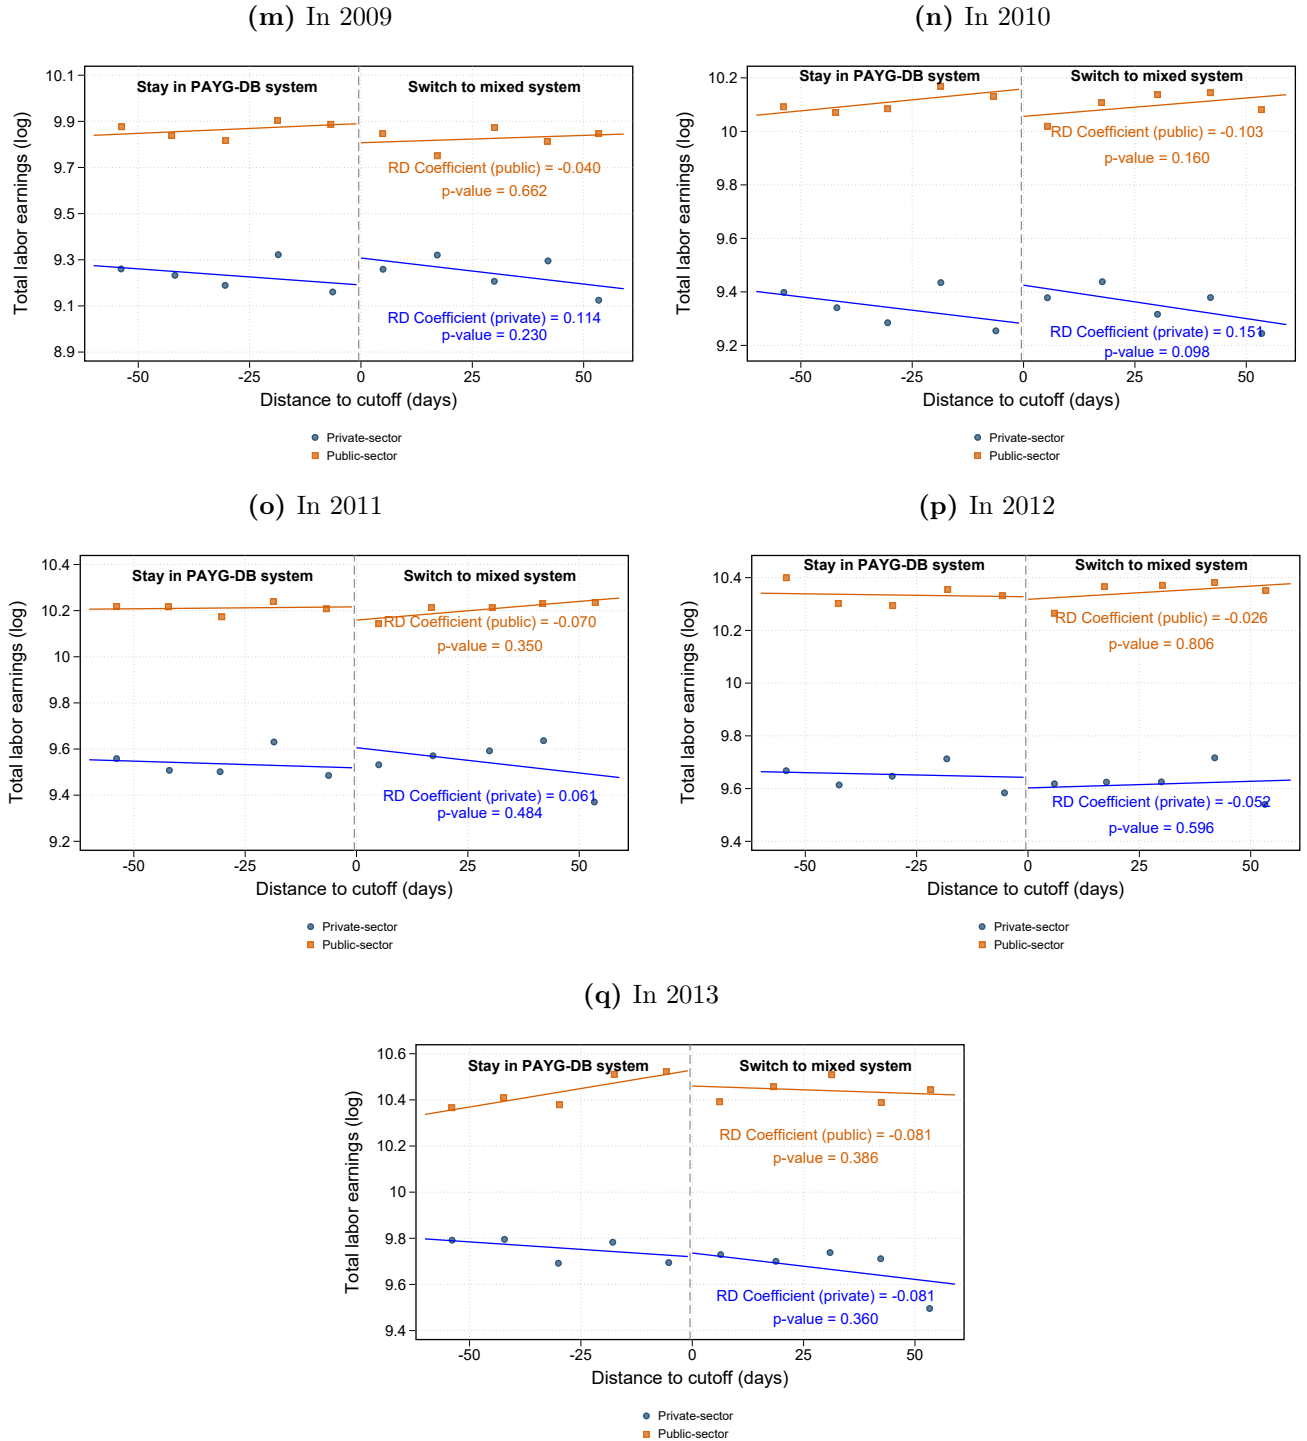 (m) In 2009
10.1
9.9
9.7
9.5
9.3
9.1
8.9
Total labor earnings (log)
Stay in PAYG-DB system
Switch to mixed system
RD Coefficient (public) = -0.040
p-value = 0.662
RD Coefficient (private) = 0.114
p-value = 0.230
-50 -25 0 25 50
Distance to cutoff (days)
Private-sector
Public-sector
(n) In 2010
10.2
10
9.8
9.6
9.4
9.2
Total labor earnings (log)
Stay in PAYG-DB system
Switch to mixed system
RD Coefficient (public) = -0.103
p-value = 0.160
RD Coefficient (private) = 0.151
p-value = 0.098
-50 -25 0 25 50
Distance to cutoff (days)
Private-sector
Public-sector
(o) In 2011
10.4
10.2
10
9.8
9.6
9.4
9.2
Total labor earnings (log)
Stay in PAYG-DB system
Switch to mixed system
RD Coefficient (public) = -0.070
p-value = 0.350
RD Coefficient (private) = 0.061
p-value = 0.484
-50 -25 0 25 50
Distance to cutoff (days)
Private-sector
Public-sector
(p) In 2012
10.4
10.2
10
9.8
9.6
9.4
Total labor earnings (log)
Stay in PAYG-DB system
Switch to mixed system
RD Coefficient (public) = -0.026
p-value = 0.806
RD Coefficient (private) = -0.052
p-value = 0.596
-50 -25 0 25 50
Distance to cutoff (days)
Private-sector
Public-sector
(q) In 2013
10.6
10.4
10.2
10
9.8
9.6
9.4
Total labor earnings (log)
Stay in PAYG-DB system
Switch to mixed system
RD Coefficient (public) = -0.081
p-value = 0.386
RD Coefficient (private) = -0.081
p-value = 0.360
-50 -25 0 25 50
Distance to cutoff (days)
Private-sector
Public-sector